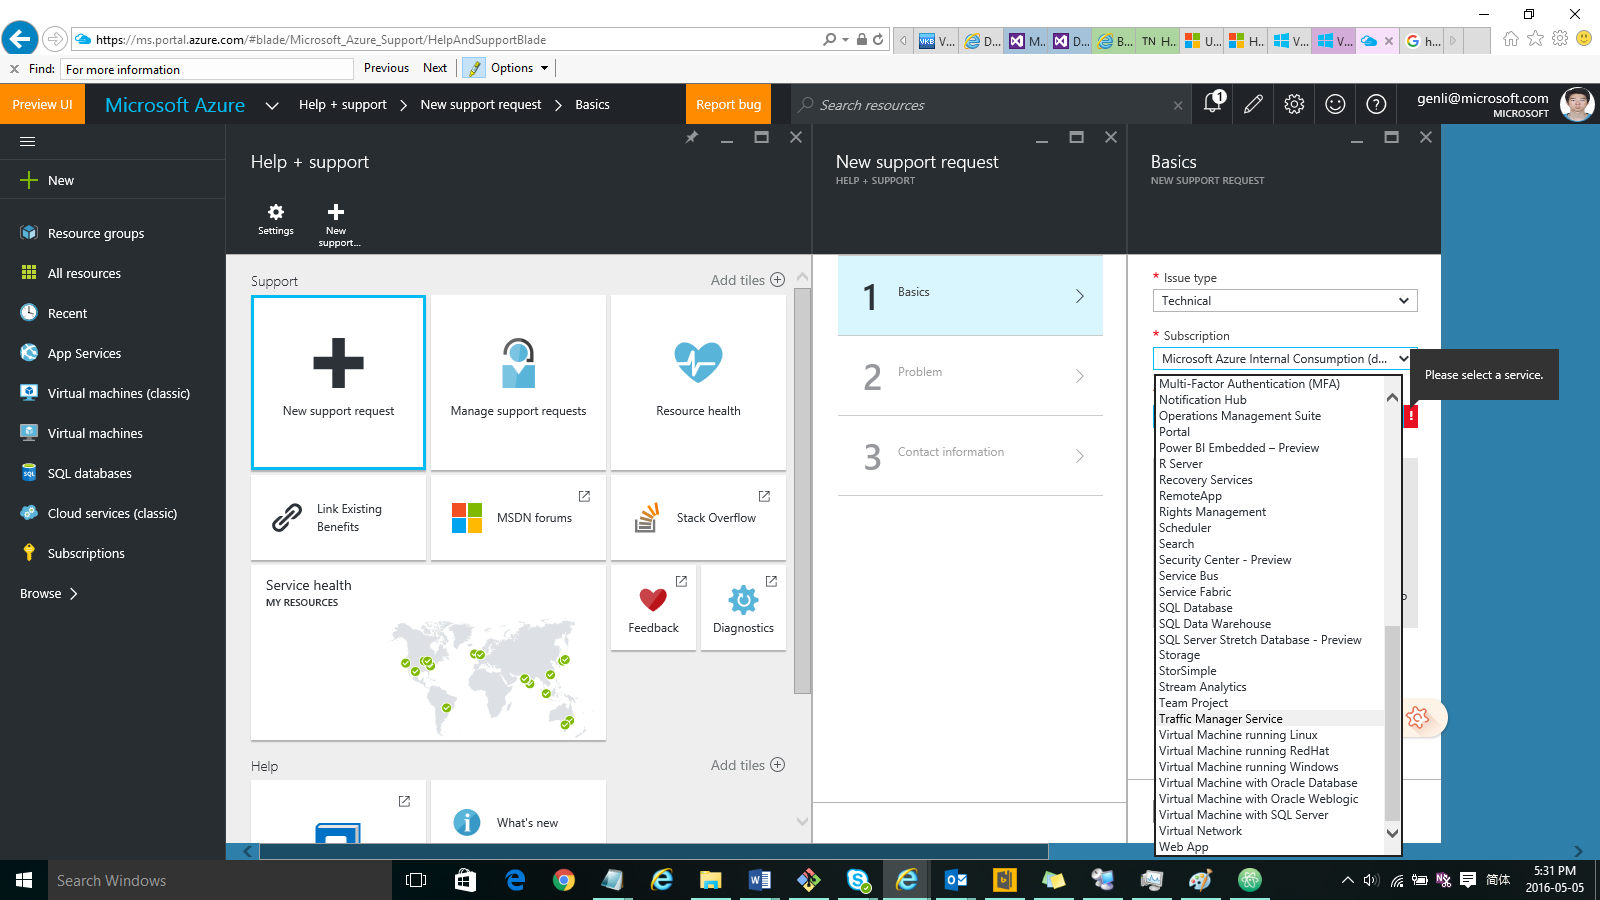 https://ms.portal.azure.com/#blade/Microsoft_Azure_Support/HelpAndSupportBlade
V...
D...
M...
D...
B...
TN H...
U...
H...
V...
V...
h...
Find: For more information
Previous Next Options
Preview UI
Microsoft Azure
Help + support > New support request > Basics
Report bug
Search resources
1
genli@microsoft.com
MICROSOFT
New
Resource groups
All resources
Recent
App Services
Virtual machines (classic)
Virtual machines
SQL databases
Cloud services (classic)
Subscriptions
Browse
Help + support
Settings
New
support...
Support
Add tiles
New support request
Manage support requests
Resource health
Link Existing
Benefits
MSDN forums
Stack Overflow
Service health
MY RESOURCES
Feedback
Diagnostics
Help
Add tiles
What's new
New support request
HELP + SUPPORT
1 Basics
2 Problem
3 Contact information
Basics
NEW SUPPORT REQUEST
* Issue type
Technical
* Subscription
Microsoft Azure Internal Consumption (d...
Please select a service.
!
Multi-Factor Authentication (MFA)
Notification Hub
Operations Management Suite
Portal
Power BI Embedded – Preview
R Server
Recovery Services
RemoteApp
Rights Management
Scheduler
Search
Security Center - Preview
Service Bus
Service Fabric
SQL Database
SQL Data Warehouse
SQL Server Stretch Database - Preview
Storage
StorSimple
Stream Analytics
Team Project
Traffic Manager Service
Virtual Machine running Linux
Virtual Machine running RedHat
Virtual Machine running Windows
Virtual Machine with Oracle Database
Virtual Machine with Oracle Weblogic
Virtual Machine with SQL Server
Virtual Network
Web App
Search Windows
简体
5:31 PM
2016-05-05